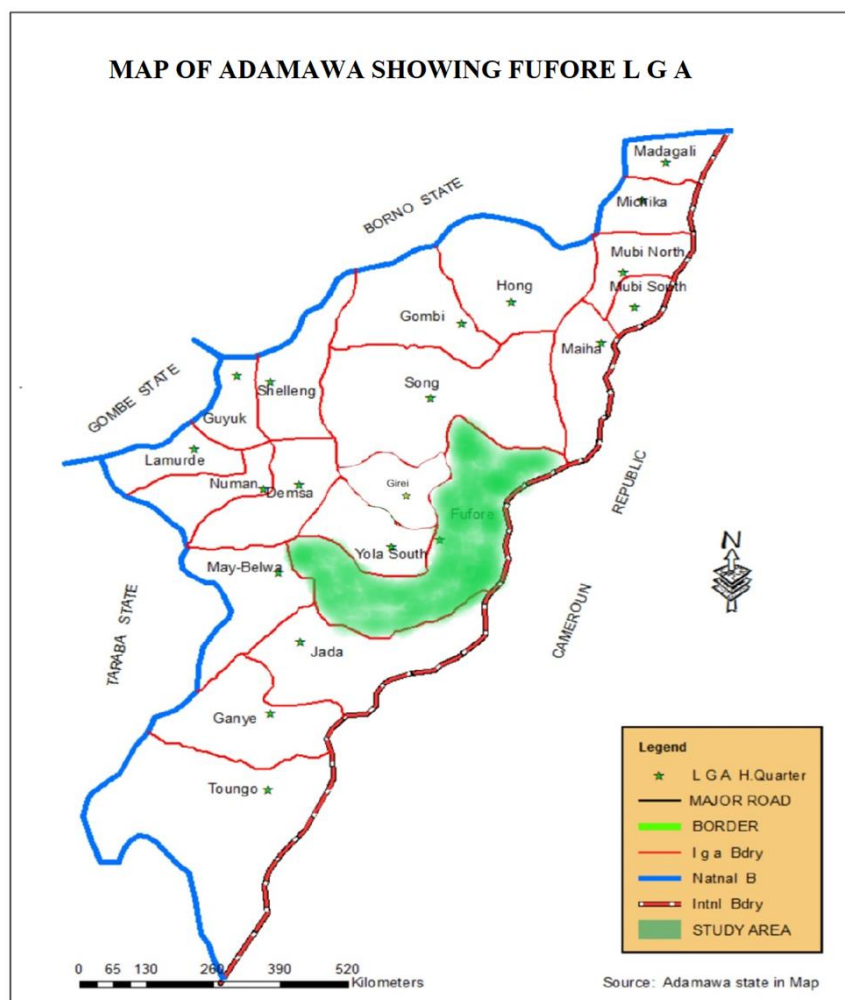 MAP OF ADAMAWA SHOWING FUFORE L G A
Madagali
Michika
BORNO STATE
Mubi North
Hong
Mubi South
Gombi
Maiha
GOMBE STATE
Song
Shelleng
Guyuk
Lamurde
REPUBLIC
Numan
Demsa
Girei
Fufore
N
Yola South
May-Belwa
TARABA STATE
CAMEROUN
Jada
Ganye
Toungo
Legend
L G A H.Quarter
MAJOR ROAD
BORDER
l g a Bdry
Natnal B
Intnl Bdry
STUDY AREA
0 65 130 260 390 520
Kilometers
Source: Adamawa state in Map